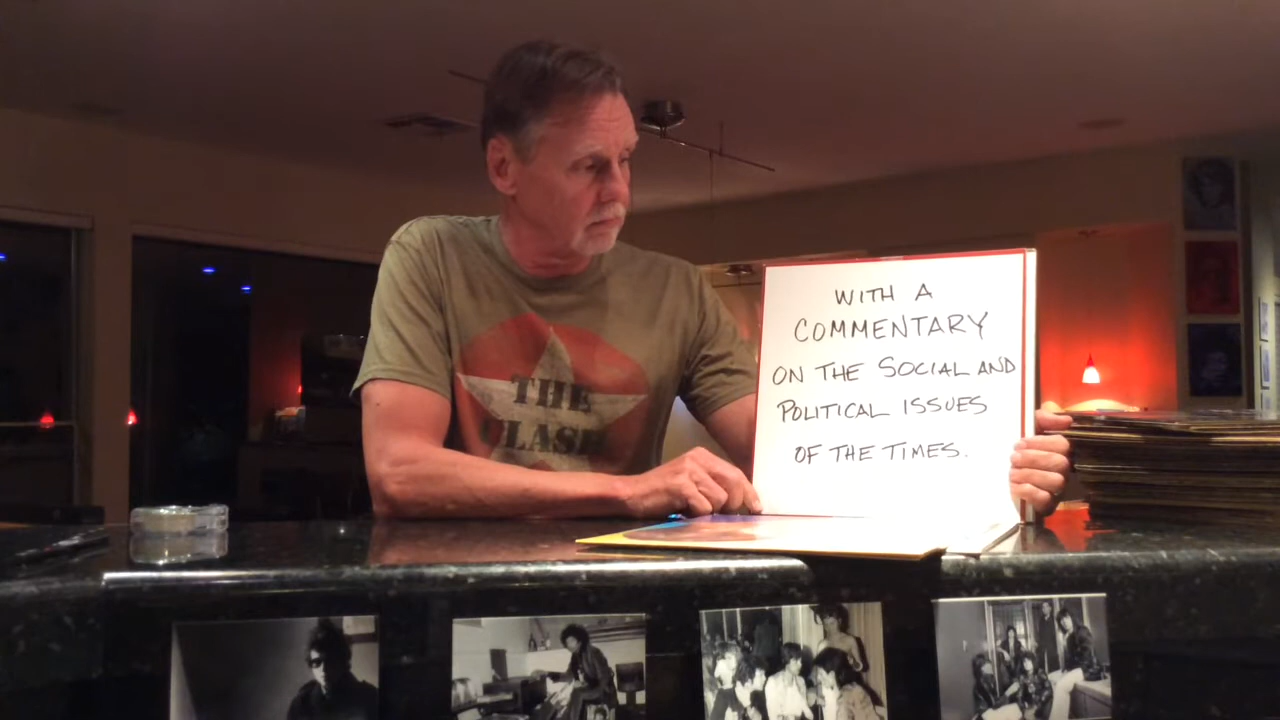 THE
CLASH
WITH A
COMMENTARY
ON THE SOCIAL AND
POLITICAL ISSUES
OF THE TIMES.